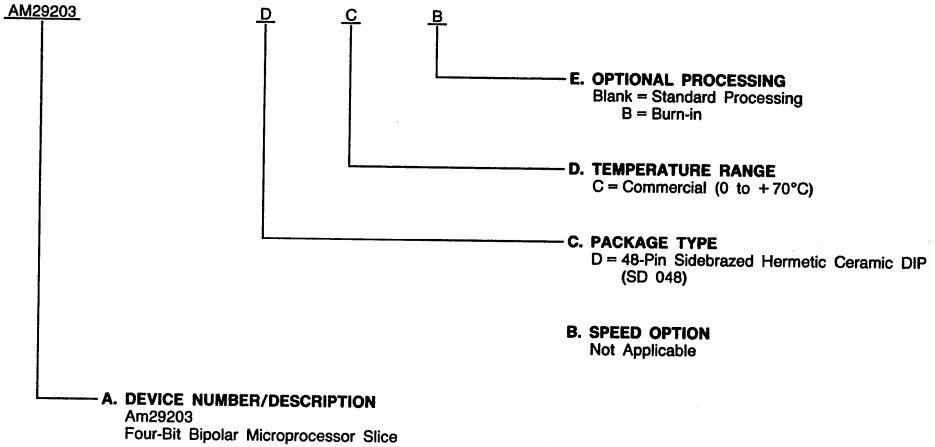 AM29203 D C B
E. OPTIONAL PROCESSING
Blank = Standard Processing
B = Burn-in
D. TEMPERATURE RANGE
C = Commercial (0 to +70°C)
C. PACKAGE TYPE
D = 48-Pin Sidebrazed Hermetic Ceramic DIP
(SD 048)
B. SPEED OPTION
Not Applicable
A. DEVICE NUMBER/DESCRIPTION
Am29203
Four-Bit Bipolar Microprocessor Slice